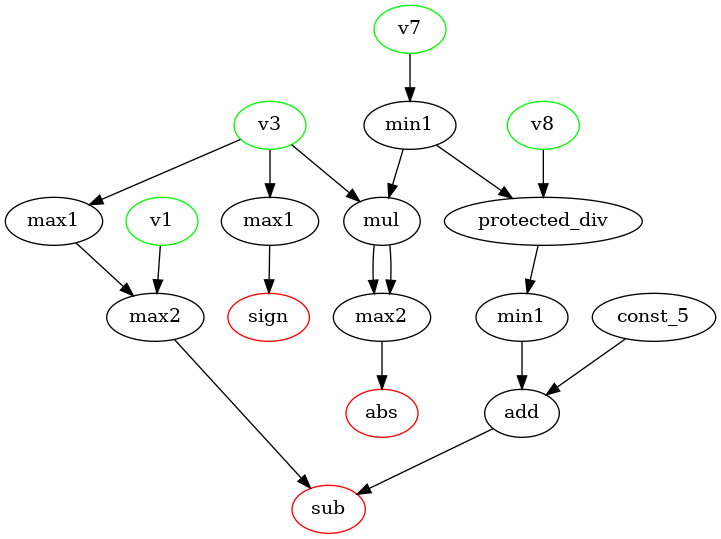 v7
v3
min1
v8
max1
v1
max1
mul
protected_div
max2
sign
max2
min1
const_5
abs
add
sub